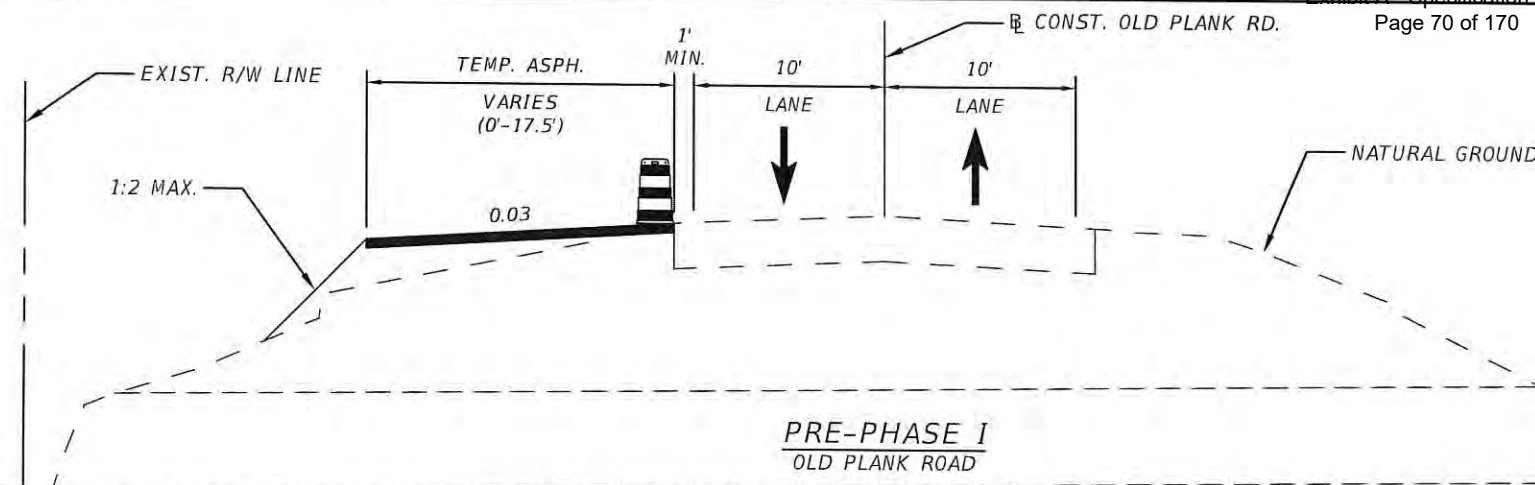 Page 70 of 170
EXIST. R/W LINE
TEMP. ASPH.
VARIES
(0'-17.5')
1'
MIN.
10'
LANE
10'
LANE
BL CONST. OLD PLANK RD.
NATURAL GROUND
1:2 MAX.
0.03
PRE-PHASE I
OLD PLANK ROAD